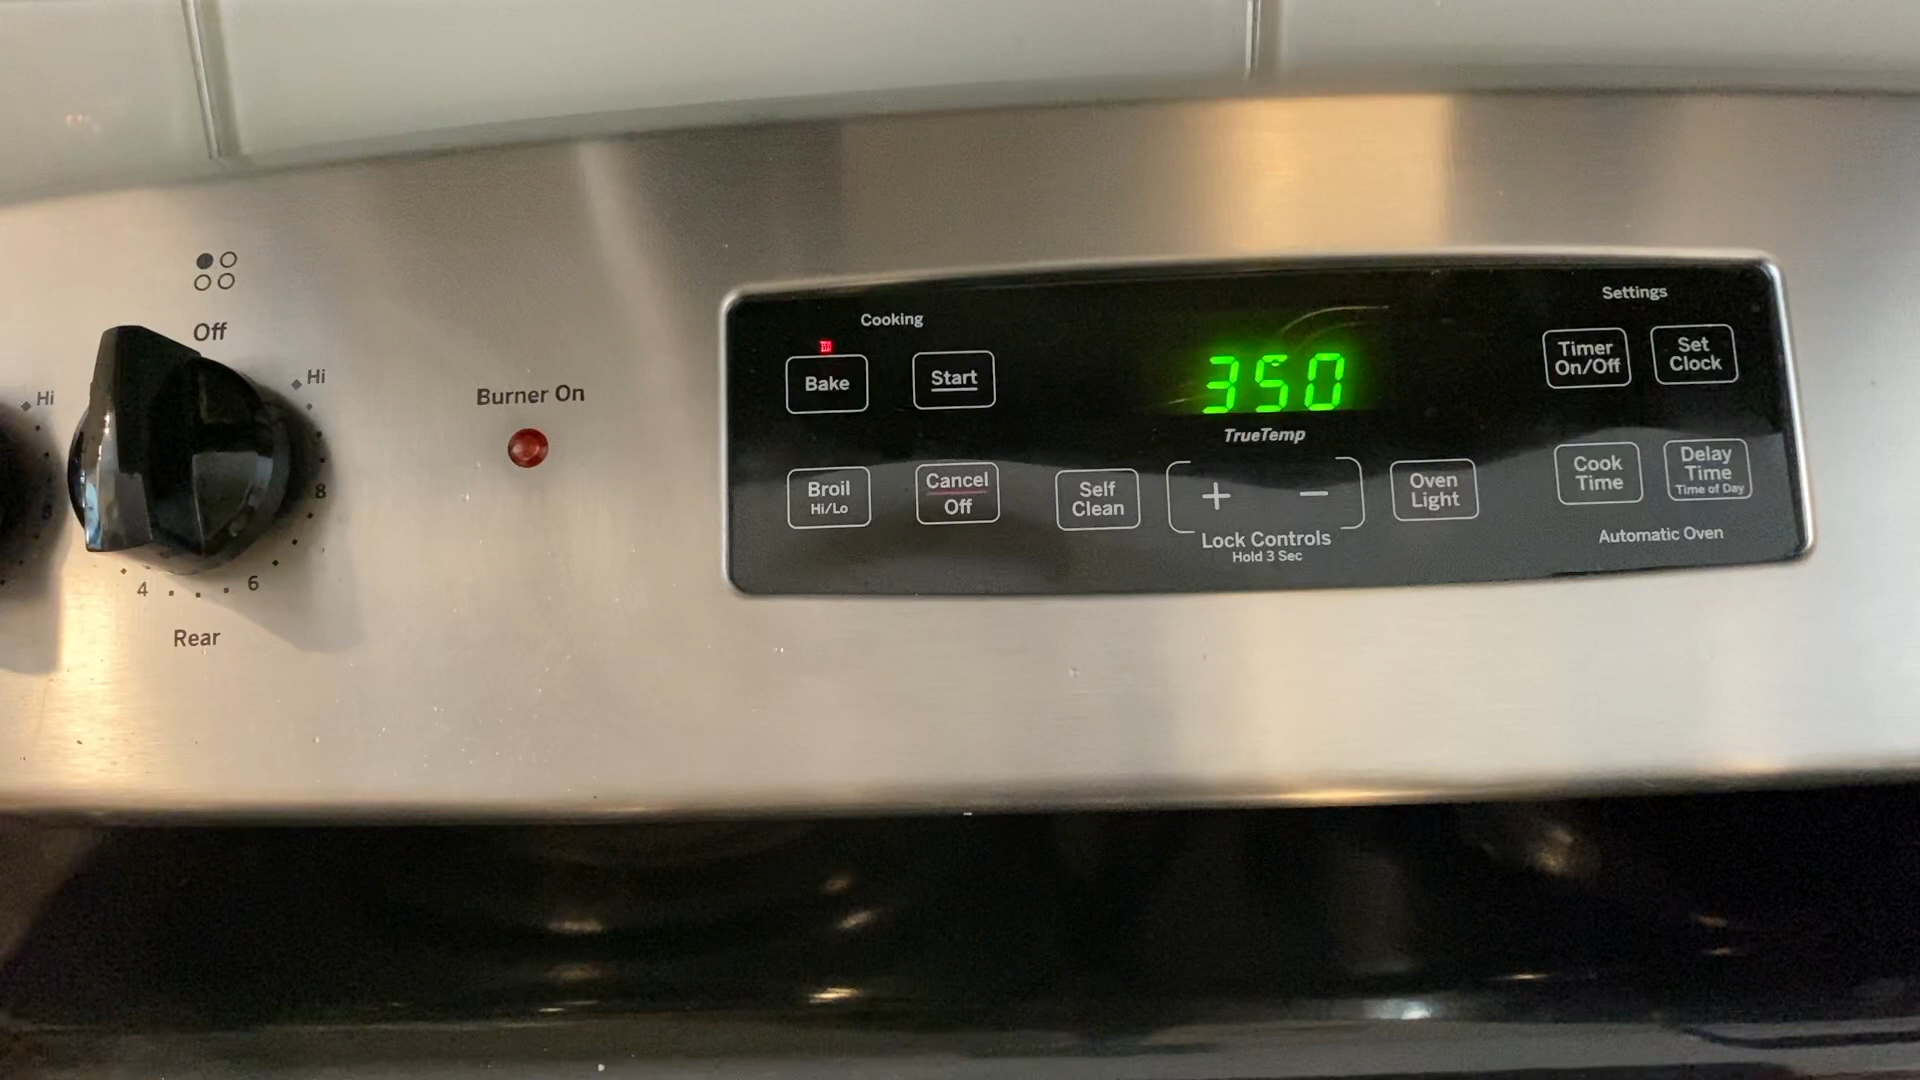 Off
Hi
Hi
8
6
4
Rear
Burner On
Cooking
Bake
Start
Broil
Hi/Lo
Cancel
Off
Self
Clean
350
TrueTemp
+ −
Lock Controls
Hold 3 Sec
Oven
Light
Settings
Timer
On/Off
Set
Clock
Cook
Time
Delay
Time
Time of Day
Automatic Oven